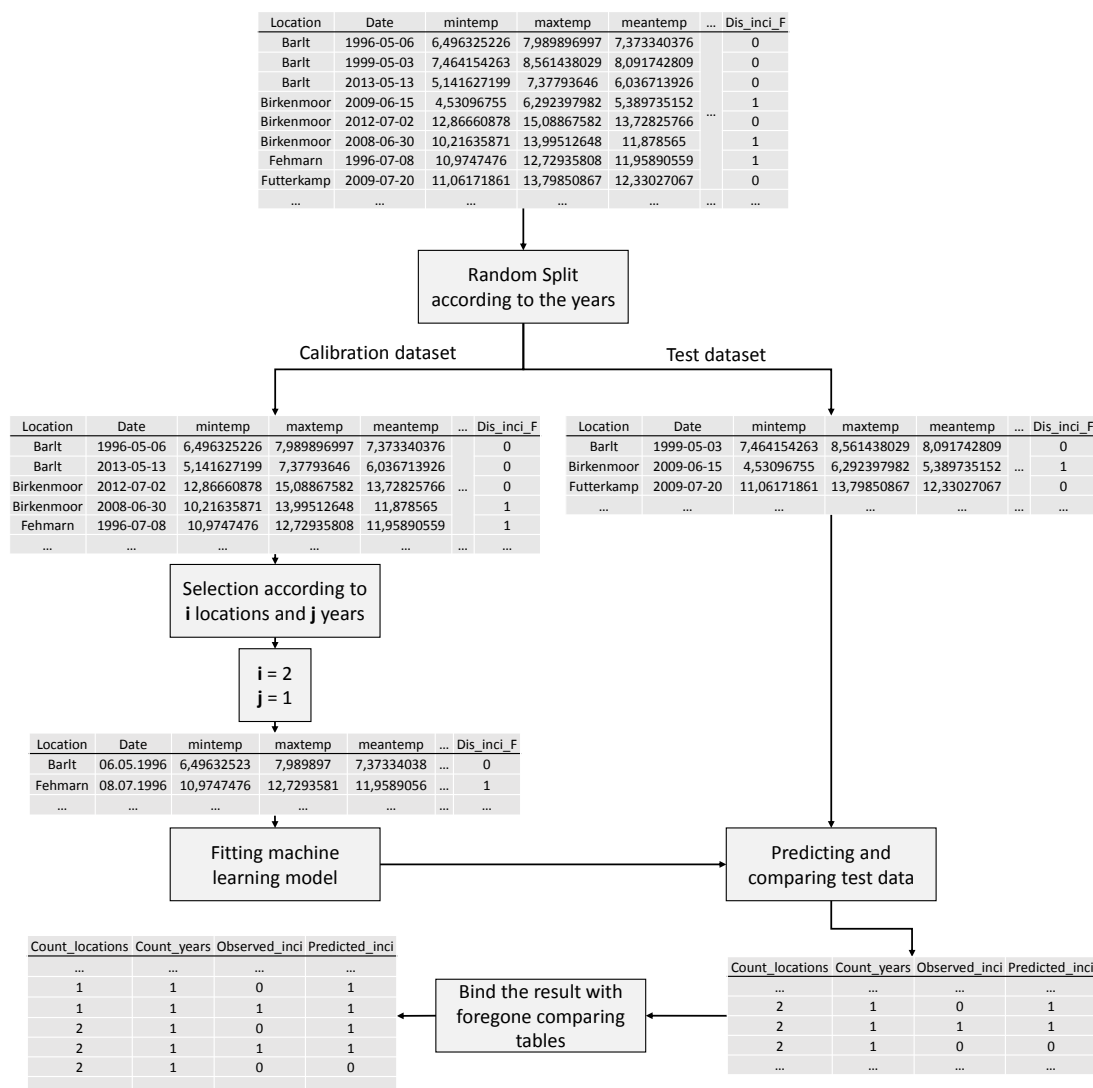 Location Date mintemp maxtemp meantemp ... Dis_inci_F
Barlt 1996-05-06 6,496325226 7,989896997 7,373340376 0
Barlt 1999-05-03 7,464154263 8,561438029 8,091742809 0
Barlt 2013-05-13 5,141627199 7,37793646 6,036713926 0
Birkenmoor 2009-06-15 4,53096755 6,292397982 5,389735152 ... 1
Birkenmoor 2012-07-02 12,86660878 15,08867582 13,72825766 0
Birkenmoor 2008-06-30 10,21635871 13,99512648 11,878565 1
Fehmarn 1996-07-08 10,9747476 12,72935808 11,95890559 1
Futterkamp 2009-07-20 11,06171861 13,79850867 12,33027067 0
... ... ... ... ... ... ...
Random Split
according to the years
Calibration dataset
Test dataset
Location Date mintemp maxtemp meantemp ... Dis_inci_F
Barlt 1996-05-06 6,496325226 7,989896997 7,373340376 0
Barlt 2013-05-13 5,141627199 7,37793646 6,036713926 0
Birkenmoor 2012-07-02 12,86660878 15,08867582 13,72825766 ... 0
Birkenmoor 2008-06-30 10,21635871 13,99512648 11,878565 1
Fehmarn 1996-07-08 10,9747476 12,72935808 11,95890559 1
... ... ... ... ... ... ...
Location Date mintemp maxtemp meantemp ... Dis_inci_F
Barlt 1999-05-03 7,464154263 8,561438029 8,091742809 0
Birkenmoor 2009-06-15 4,53096755 6,292397982 5,389735152 ... 1
Futterkamp 2009-07-20 11,06171861 13,79850867 12,33027067 0
... ... ... ... ... ... ...
Selection according to
i locations and j years
i = 2
j = 1
Location Date mintemp maxtemp meantemp ... Dis_inci_F
Barlt 06.05.1996 6,49632523 7,989897 7,37334038 ... 0
Fehmarn 08.07.1996 10,9747476 12,7293581 11,9589056 ... 1
... ... ... ... ... ... ...
Fitting machine
learning model
Predicting and
comparing test data
Count_locations Count_years Observed_inci Predicted_inci
... ... ... ...
2 1 0 1
2 1 1 1
2 1 0 0
... ... ... ...
Bind the result with
foregone comparing
tables
Count_locations Count_years Observed_inci Predicted_inci
... ... ... ...
1 1 0 1
1 1 1 1
2 1 0 1
2 1 1 1
2 1 0 0